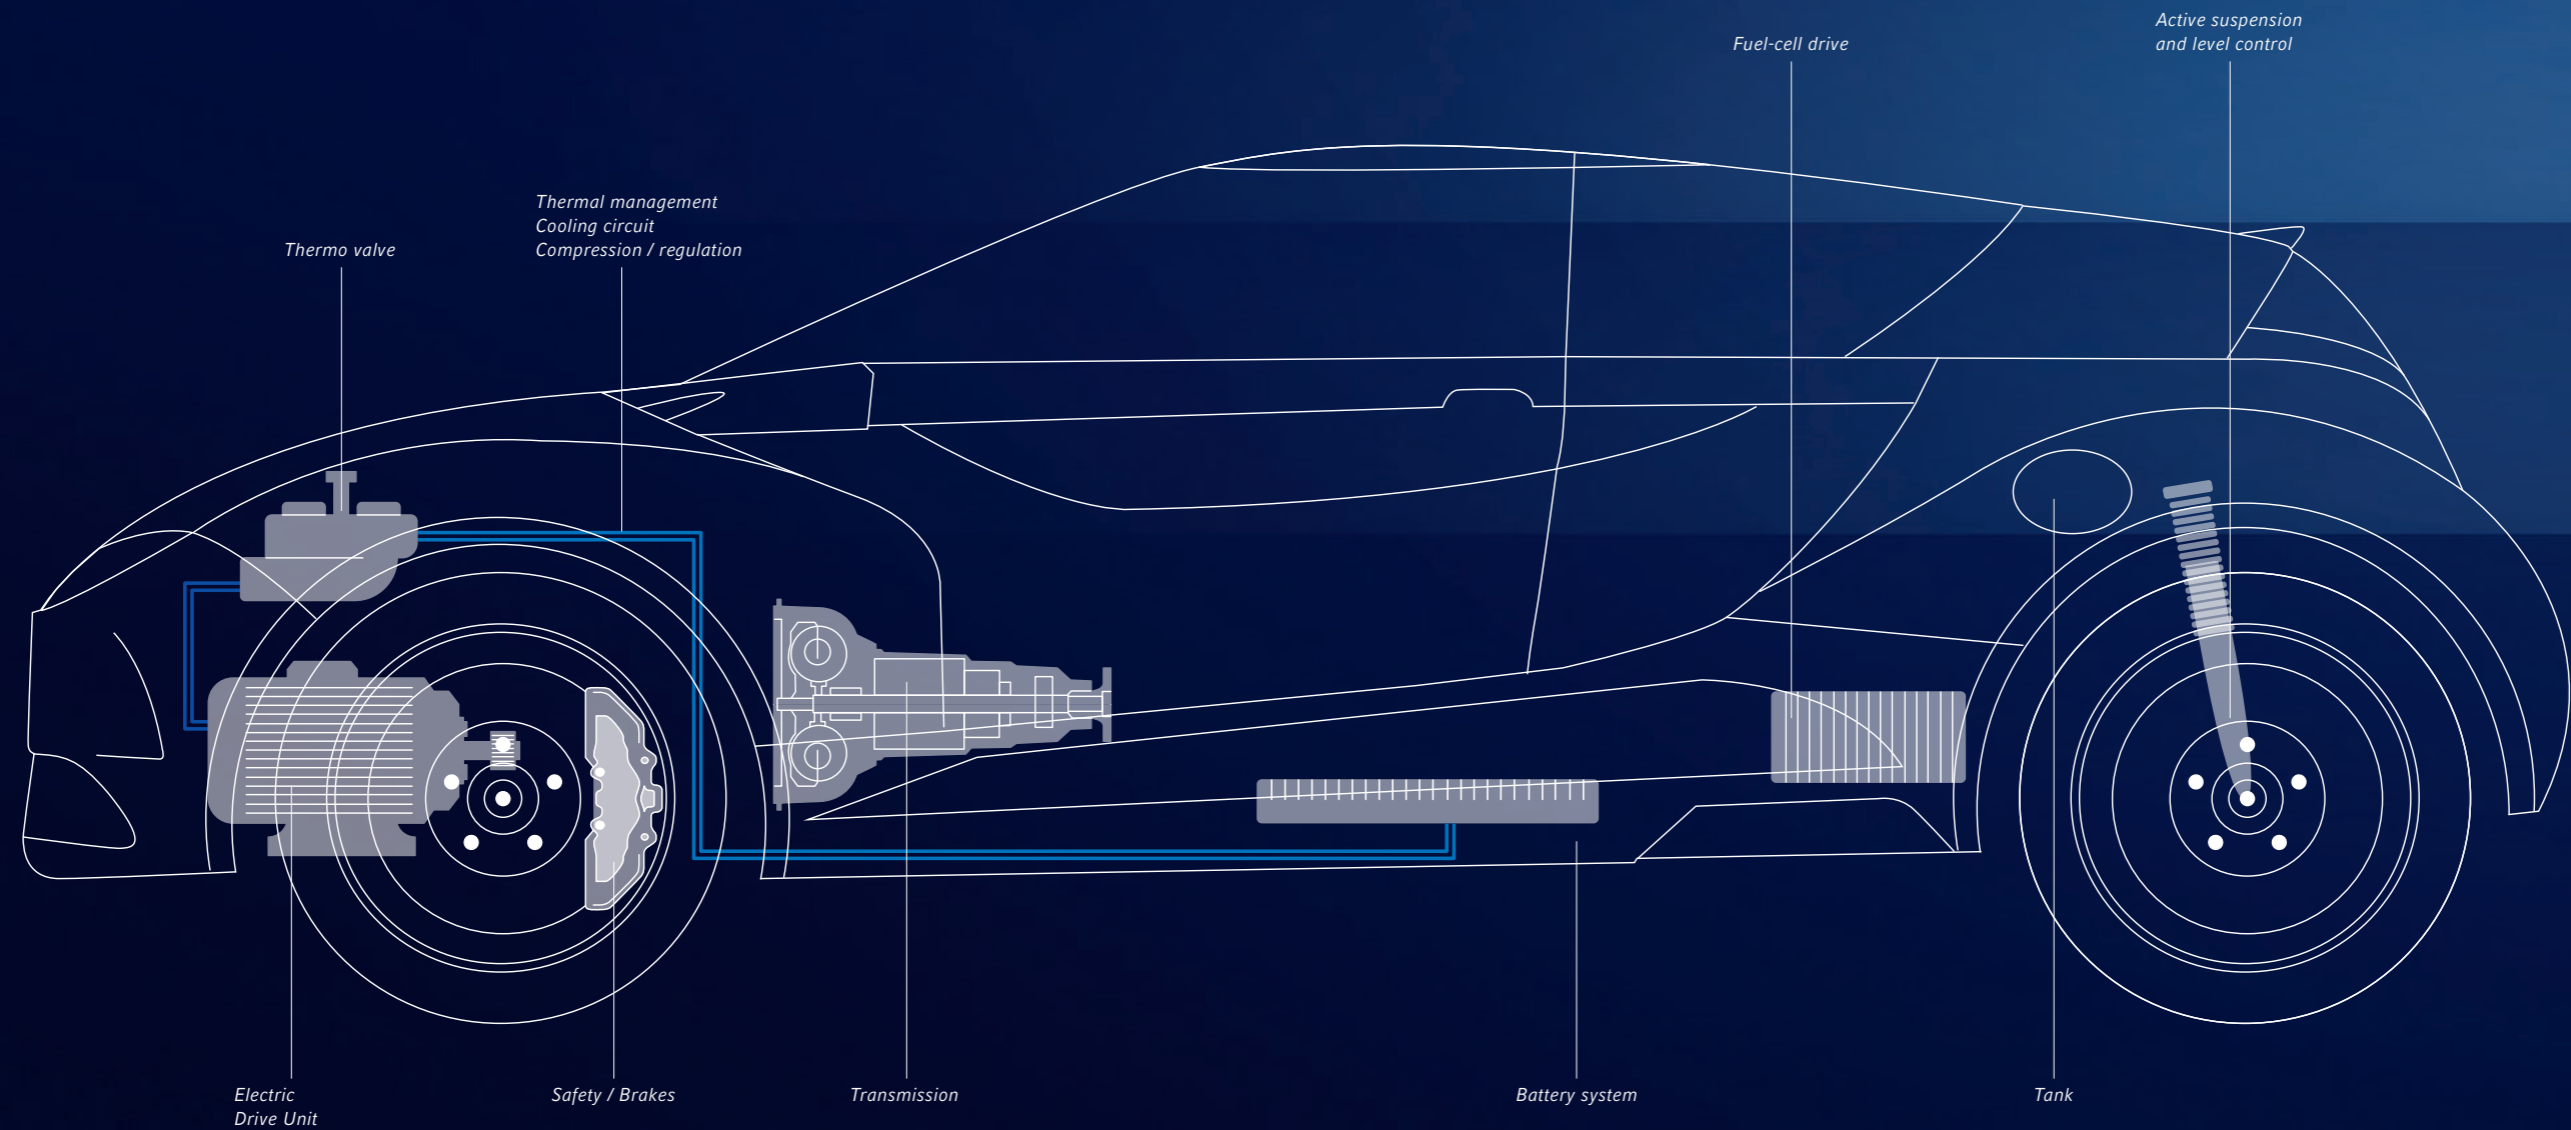 Active suspension
and level control
Fuel-cell drive
Thermal management
Cooling circuit
Compression / regulation
Thermo valve
Electric
Drive Unit
Safety / Brakes
Transmission
Battery system
Tank